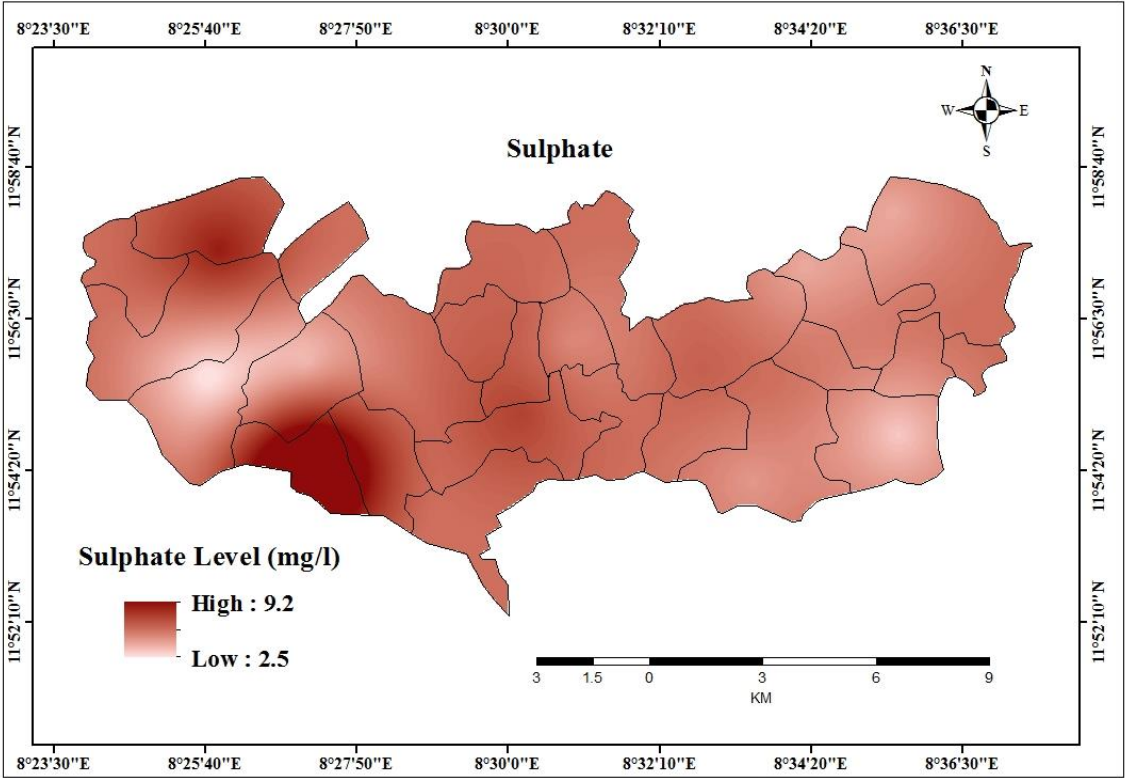 8°23'30"E 8°25'40"E 8°27'50"E 8°30'0"E 8°32'10"E 8°34'20"E 8°36'30"E
N
W E
S
Sulphate
11°58'40"N 11°58'40"N
11°56'30"N 11°56'30"N
11°54'20"N 11°54'20"N
11°52'10"N 11°52'10"N
Sulphate Level (mg/l)
High : 9.2
Low : 2.5
3 1.5 0 3 6 9
KM
8°23'30"E 8°25'40"E 8°27'50"E 8°30'0"E 8°32'10"E 8°34'20"E 8°36'30"E